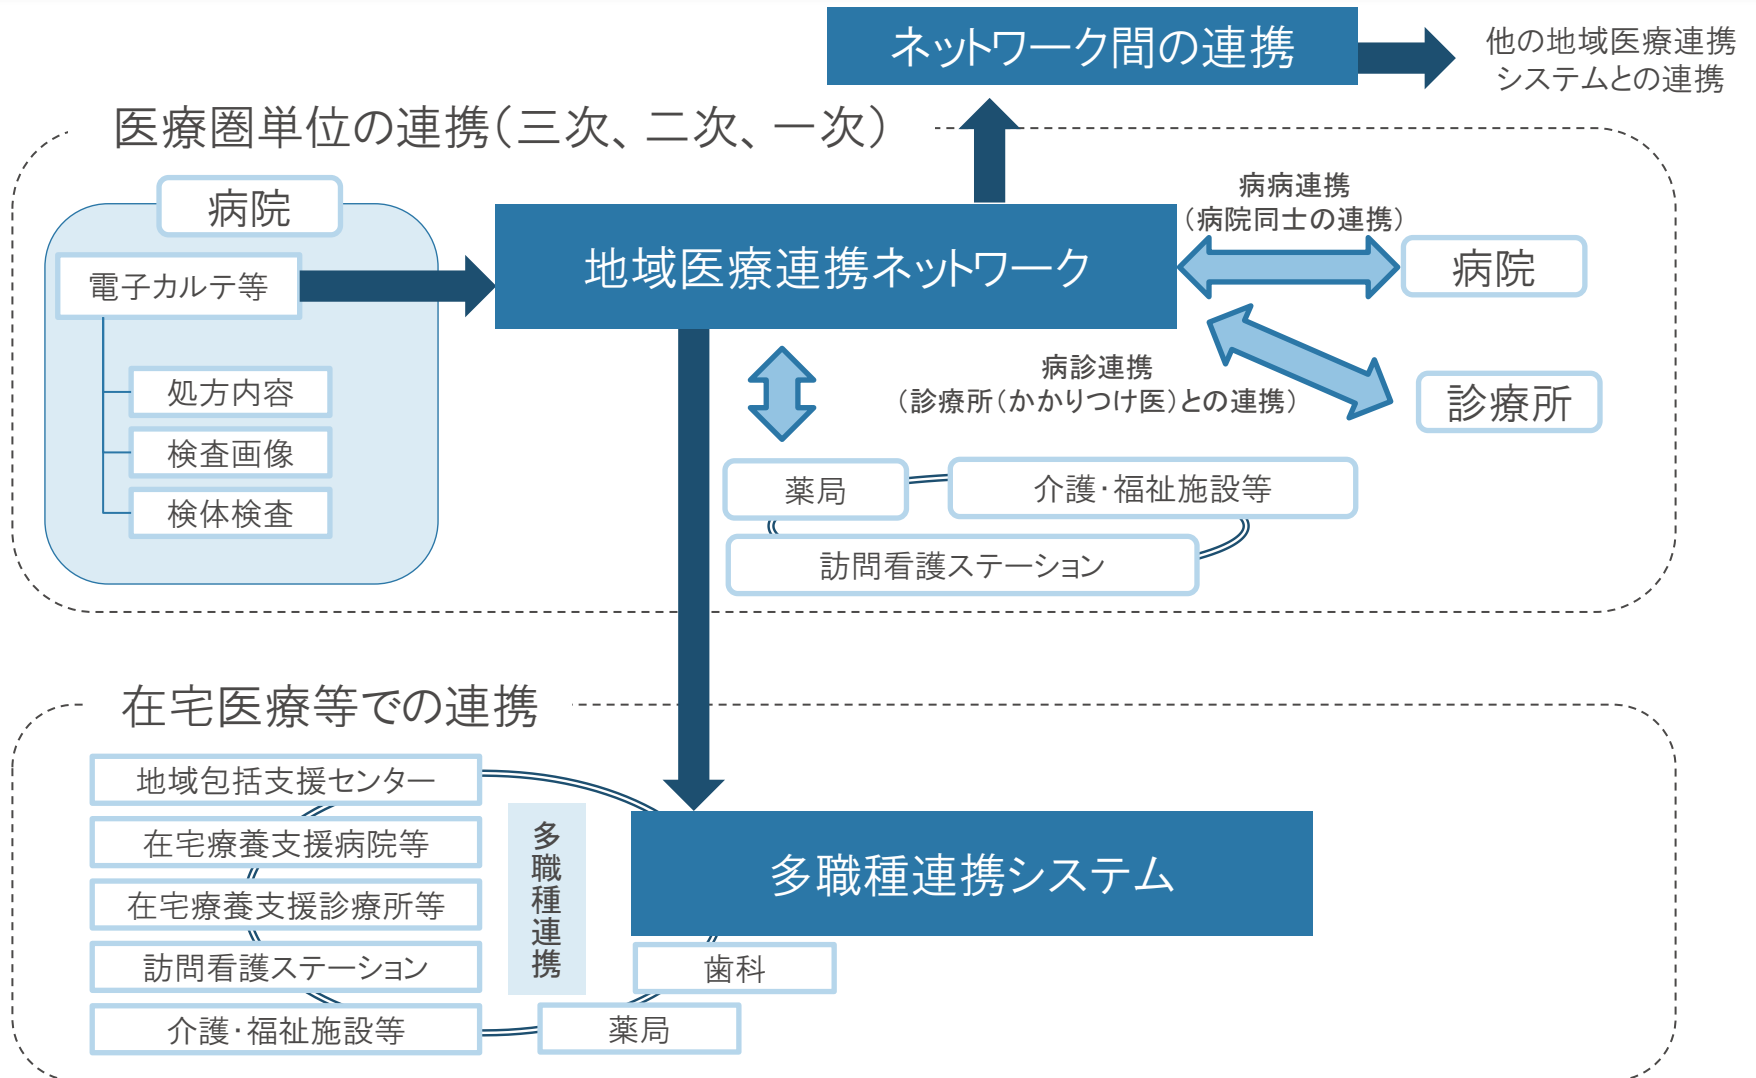 ネットワーク間の連携
他の地域医療連携
システムとの連携
医療圏単位の連携（三次、二次、一次）
病院
電子カルテ等
処方内容
検査画像
検体検査
地域医療連携ネットワーク
病病連携
（病院同士の連携）
病院
病診連携
（診療所（かかりつけ医）との連携）
診療所
薬局
介護・福祉施設等
訪問看護ステーション
在宅医療等での連携
地域包括支援センター
在宅療養支援病院等
在宅療養支援診療所等
訪問看護ステーション
介護・福祉施設等
多職種連携
多職種連携システム
歯科
薬局